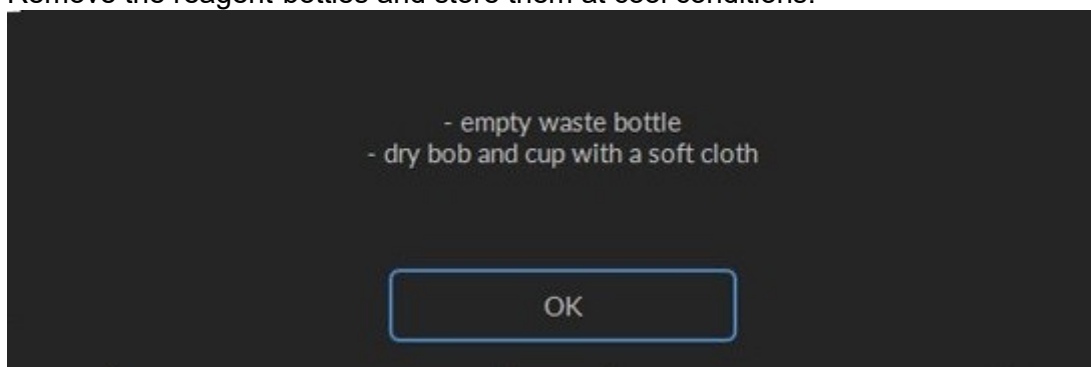 Remove the reagent bottles and store them at cool conditions.
- empty waste bottle
- dry bob and cup with a soft cloth
OK